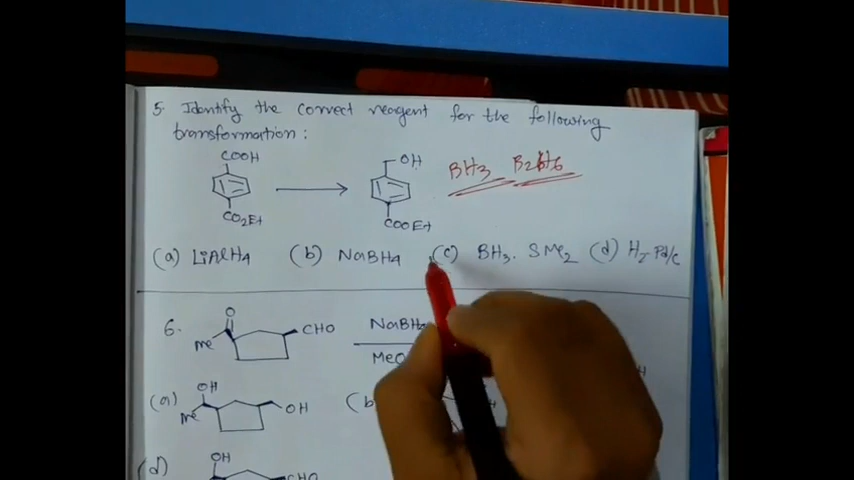 5. Identify the correct reagent for the following
transformation :
COOH
CO2Et
OH
COOEt
BH3 B2H6
(a) LiAlH4 (b) NaBH4 (c) BH3. SMe2 (d) H2 Pd/c
6.
O
Me
CHO
NaBH4
MeO
(a)
OH
Me
OH
(b)
(d)
OH
CHO